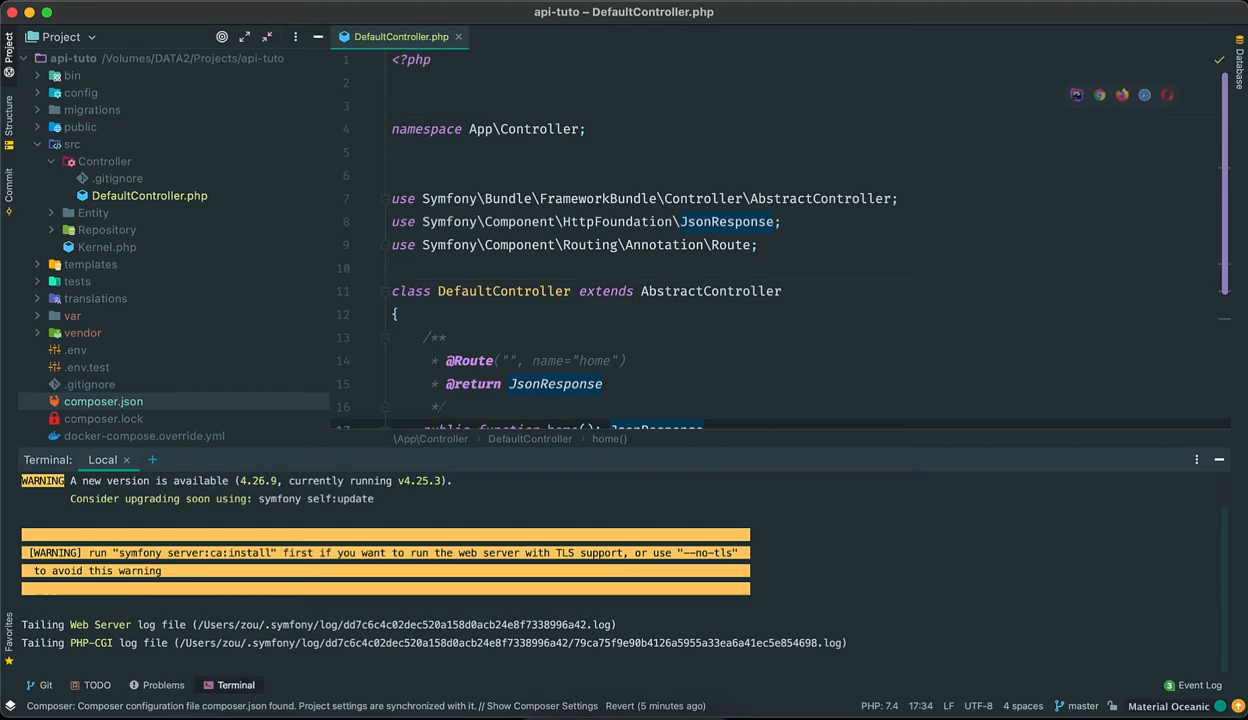 api-tuto – DefaultController.php
Project
DefaultController.php
Project
Structure
Commit
Favorites
Database
api-tuto /Volumes/DATA2/Projects/api-tuto
bin
config
migrations
public
src
Controller
.gitignore
DefaultController.php
Entity
Repository
Kernel.php
templates
tests
translations
var
vendor
.env
.env.test
.gitignore
composer.json
composer.lock
docker-compose.override.yml
1 <?php
2
3
4 namespace App\Controller;
5
6
7 use Symfony\Bundle\FrameworkBundle\Controller\AbstractController;
8 use Symfony\Component\HttpFoundation\JsonResponse;
9 use Symfony\Component\Routing\Annotation\Route;
10
11 class DefaultController extends AbstractController
12 {
13 /**
14 * @Route("", name="home")
15 * @return JsonResponse
16 */
17 public function home(): JsonResponse
\App\Controller DefaultController home()
Terminal: Local
WARNING A new version is available (4.26.9, currently running v4.25.3).
Consider upgrading soon using: symfony self:update
[WARNING] run "symfony server:ca:install" first if you want to run the web server with TLS support, or use "--no-tls"
to avoid this warning
Tailing Web Server log file (/Users/zou/.symfony/log/dd7c6c4c02dec520a158d0acb24e8f7338996a42.log)
Tailing PHP-CGI log file (/Users/zou/.symfony/log/dd7c6c4c02dec520a158d0acb24e8f7338996a42/79ca75f9e90b4126a5955a33ea6a41ec5e854698.log)
Git TODO Problems Terminal 3 Event Log
Composer: Composer configuration file composer.json found. Project settings are synchronized with it. // Show Composer Settings Revert (5 minutes ago) PHP: 7.4 17:34 LF UTF-8 4 spaces master Material Oceanic